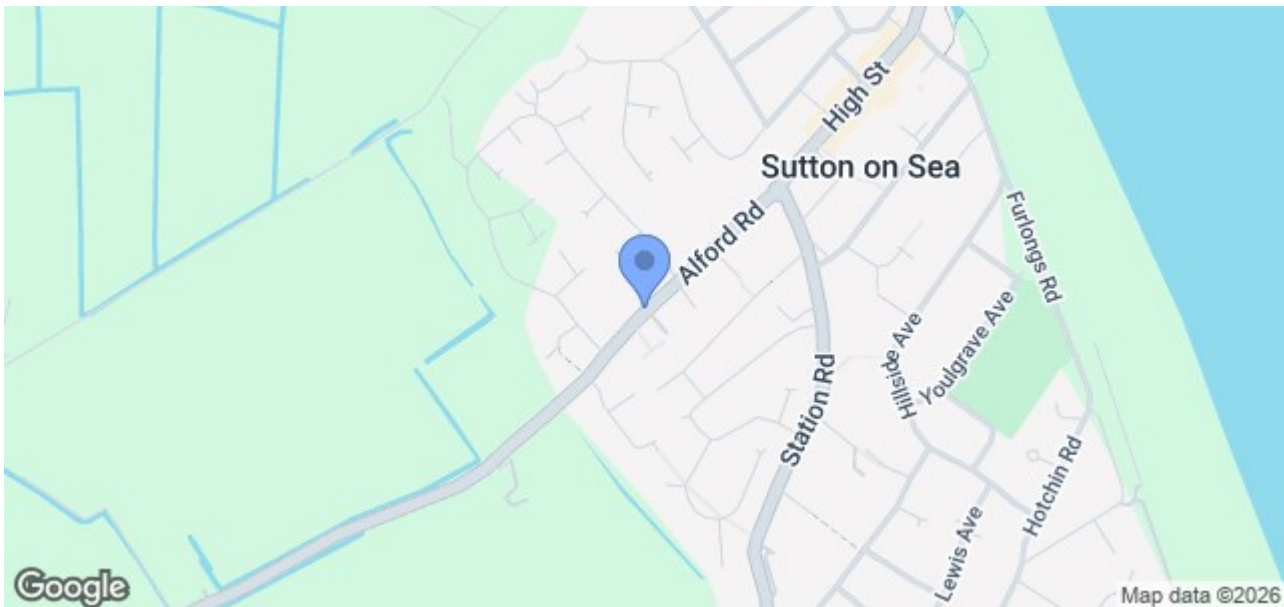 High St
Sutton on Sea
Alford Rd
Furlongs Rd
Hillside Ave
Youlgrave Ave
Station Rd
Hotchin Rd
Lewis Ave
Google
Map data ©2026